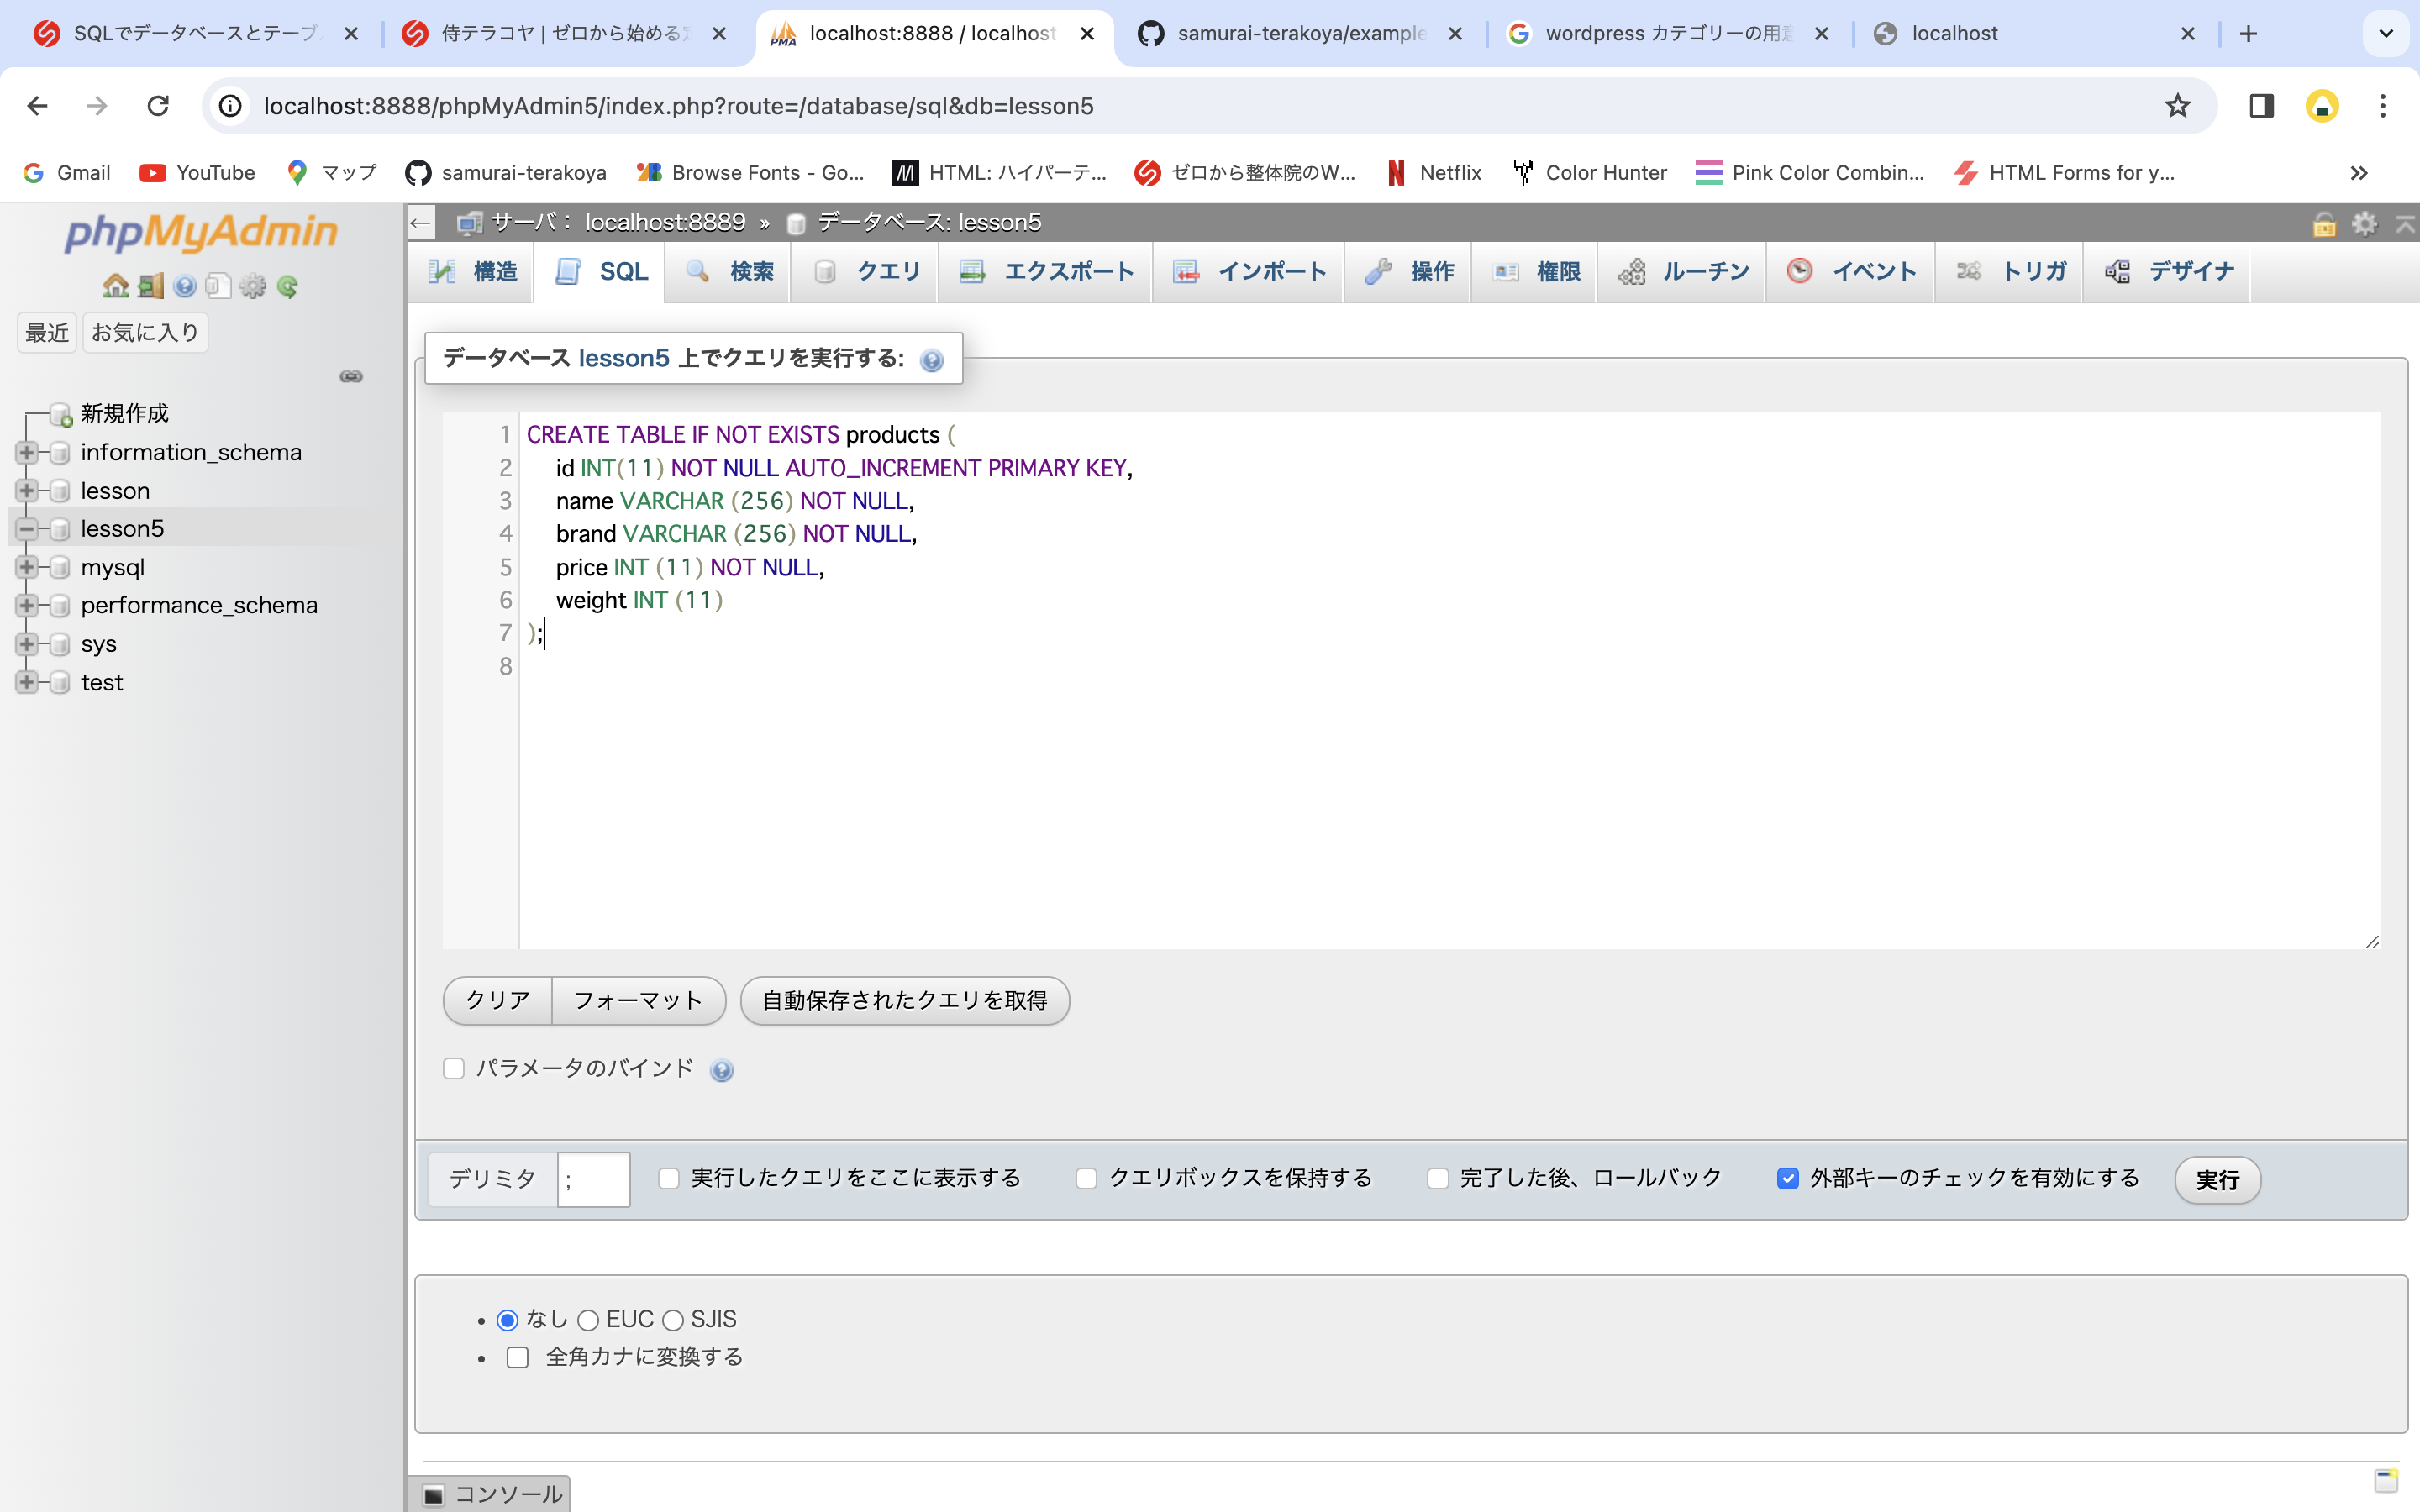 SQLでデータベースとテーブ
侍テラコヤ | ゼロから始める
localhost:8888 / localhost
samurai-terakoya/example
wordpress カテゴリーの用意
localhost
localhost:8888/phpMyAdmin5/index.php?route=/database/sql&db=lesson5
Gmail
YouTube
マップ
samurai-terakoya
Browse Fonts - Go...
HTML: ハイパーテ...
ゼロから整体院のW...
Netflix
Color Hunter
Pink Color Combin...
HTML Forms for y...
phpMyAdmin
最近
お気に入り
新規作成
information_schema
lesson
lesson5
mysql
performance_schema
sys
test
サーバ： localhost:8889 » データベース: lesson5
構造
SQL
検索
クエリ
エクスポート
インポート
操作
権限
ルーチン
イベント
トリガ
デザイナ
データベース lesson5 上でクエリを実行する:
1 CREATE TABLE IF NOT EXISTS products (
2 id INT(11) NOT NULL AUTO_INCREMENT PRIMARY KEY,
3 name VARCHAR (256) NOT NULL,
4 brand VARCHAR (256) NOT NULL,
5 price INT (11) NOT NULL,
6 weight INT (11)
7 );
8
クリア
フォーマット
自動保存されたクエリを取得
パラメータのバインド
デリミタ ;
実行したクエリをここに表示する
クエリボックスを保持する
完了した後、ロールバック
外部キーのチェックを有効にする
実行
なし EUC SJIS
全角カナに変換する
コンソール